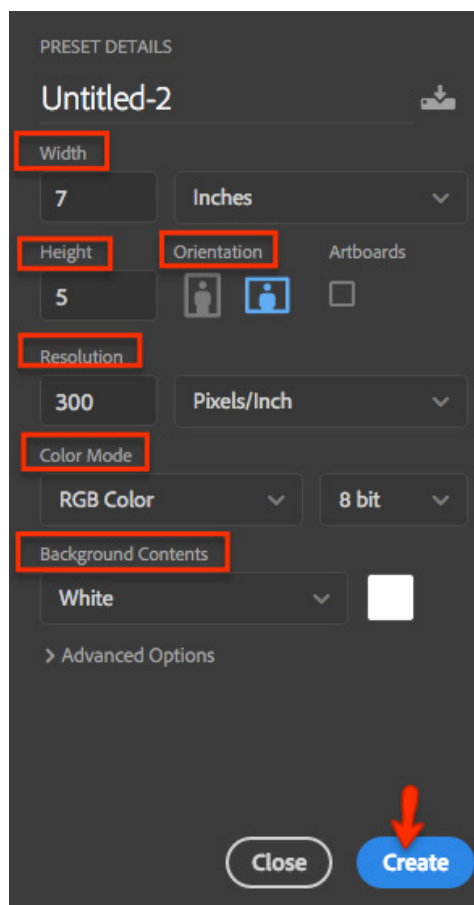 PRESET DETAILS
Untitled-2
Width
7 Inches
Height Orientation Artboards
5
Resolution
300 Pixels/Inch
Color Mode
RGB Color 8 bit
Background Contents
White
Advanced Options
Close Create